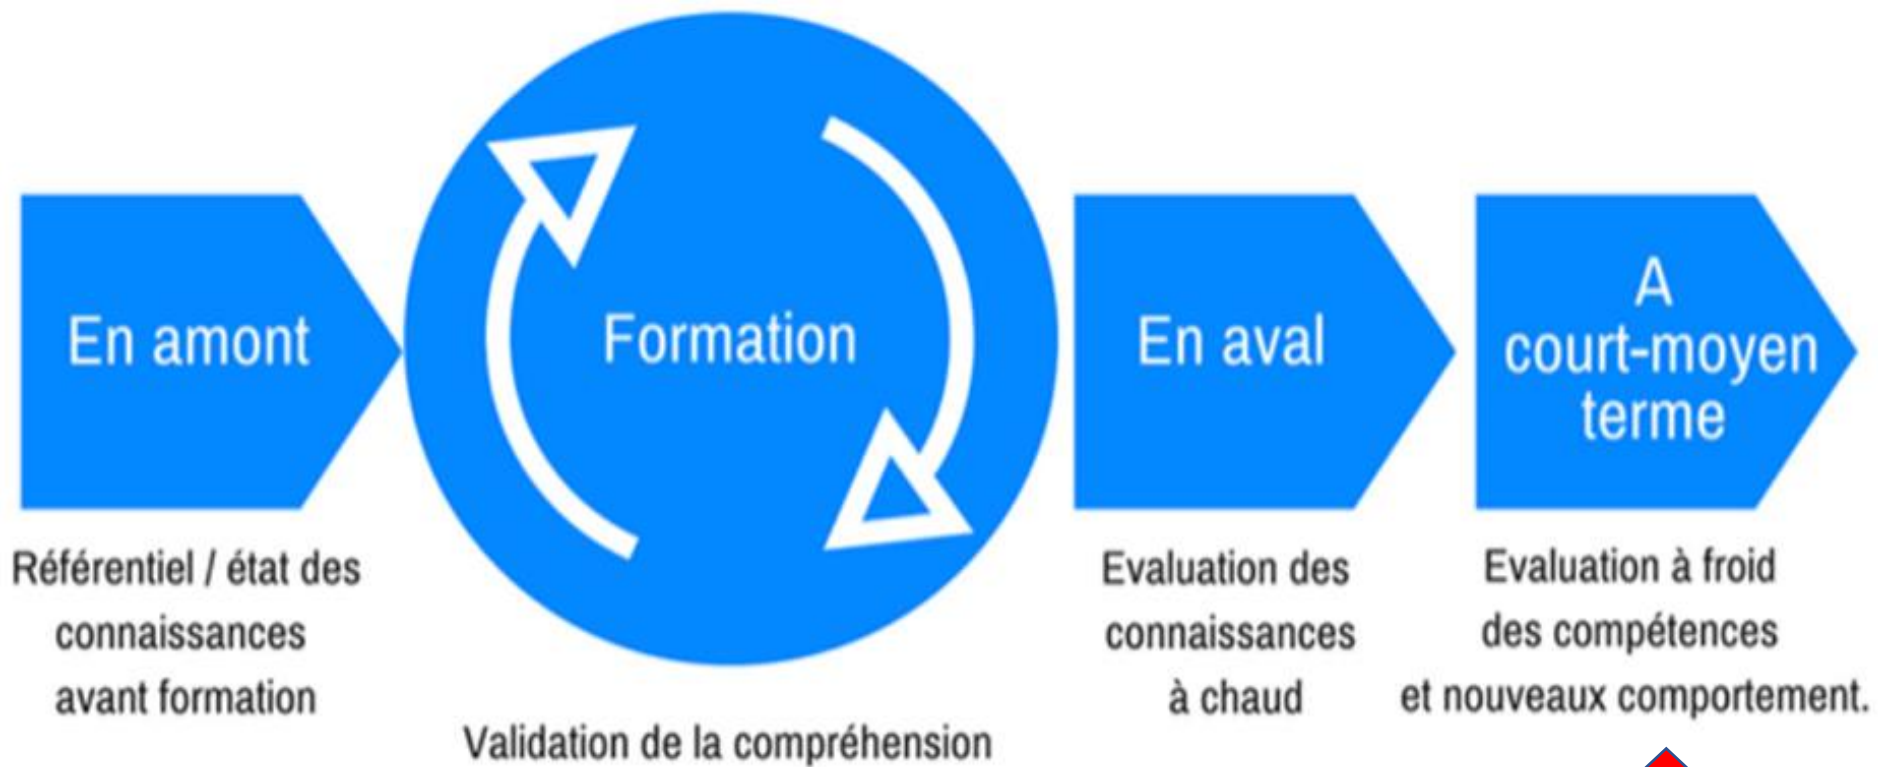 En amont
Formation
En aval
A
court-moyen
terme
Référentiel / état des
connaissances
avant formation
Validation de la compréhension
Evaluation des
connaissances
à chaud
Evaluation à froid
des compétences
et nouveaux comportement.